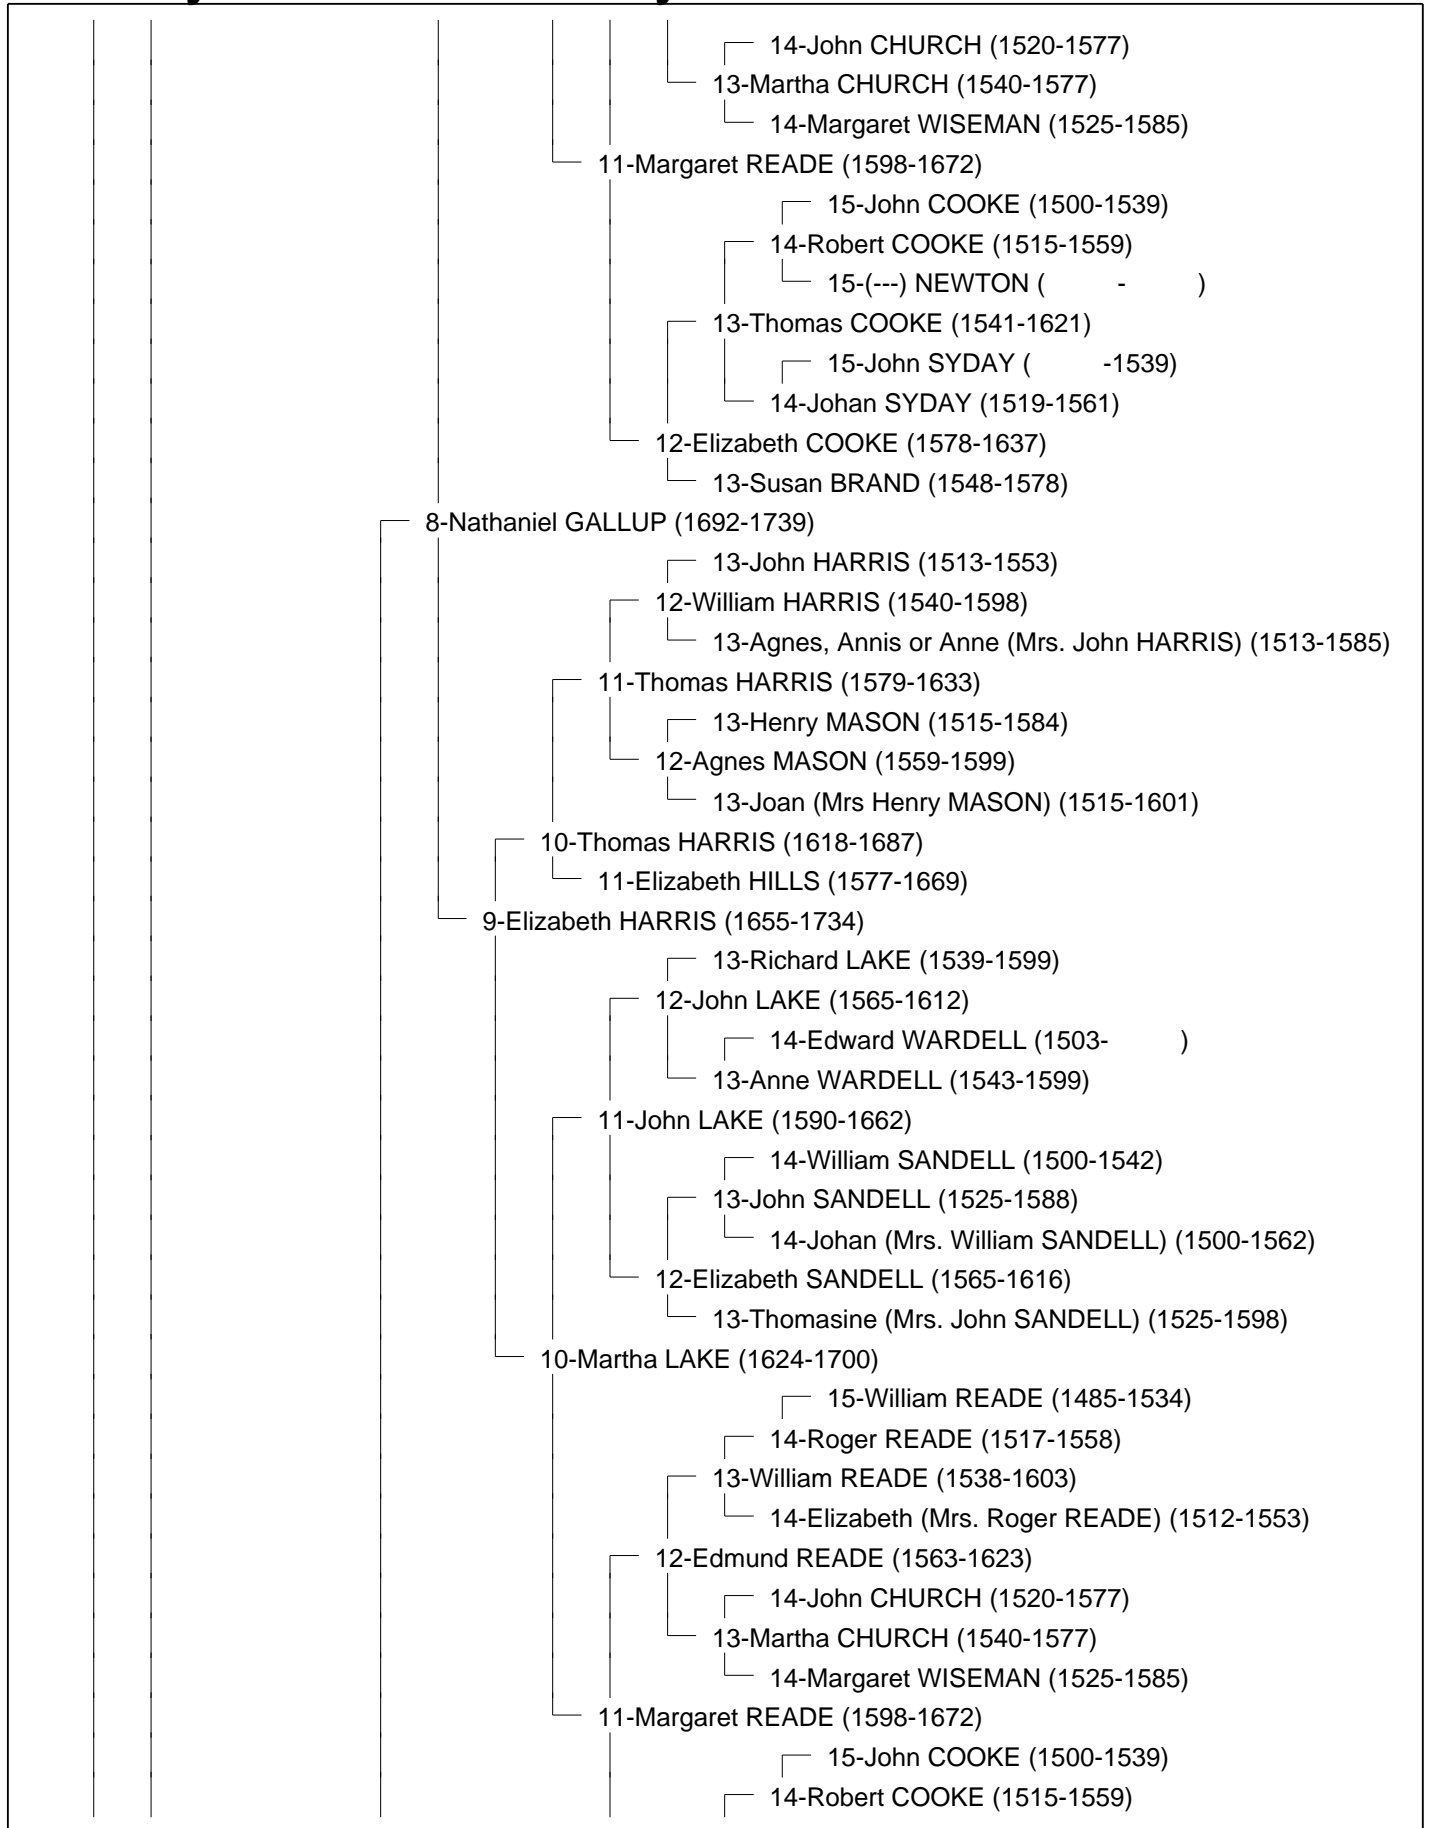 14-John CHURCH (1520-1577)
13-Martha CHURCH (1540-1577)
14-Margaret WISEMAN (1525-1585)
11-Margaret READE (1598-1672)
15-John COOKE (1500-1539)
14-Robert COOKE (1515-1559)
15-(---) NEWTON ( - )
13-Thomas COOKE (1541-1621)
15-John SYDAY ( -1539)
14-Johan SYDAY (1519-1561)
12-Elizabeth COOKE (1578-1637)
13-Susan BRAND (1548-1578)
8-Nathaniel GALLUP (1692-1739)
13-John HARRIS (1513-1553)
12-William HARRIS (1540-1598)
13-Agnes, Annis or Anne (Mrs. John HARRIS) (1513-1585)
11-Thomas HARRIS (1579-1633)
13-Henry MASON (1515-1584)
12-Agnes MASON (1559-1599)
13-Joan (Mrs Henry MASON) (1515-1601)
10-Thomas HARRIS (1618-1687)
11-Elizabeth HILLS (1577-1669)
9-Elizabeth HARRIS (1655-1734)
13-Richard LAKE (1539-1599)
12-John LAKE (1565-1612)
14-Edward WARDELL (1503- )
13-Anne WARDELL (1543-1599)
11-John LAKE (1590-1662)
14-William SANDELL (1500-1542)
13-John SANDELL (1525-1588)
14-Johan (Mrs. William SANDELL) (1500-1562)
12-Elizabeth SANDELL (1565-1616)
13-Thomasine (Mrs. John SANDELL) (1525-1598)
10-Martha LAKE (1624-1700)
15-William READE (1485-1534)
14-Roger READE (1517-1558)
13-William READE (1538-1603)
14-Elizabeth (Mrs. Roger READE) (1512-1553)
12-Edmund READE (1563-1623)
14-John CHURCH (1520-1577)
13-Martha CHURCH (1540-1577)
14-Margaret WISEMAN (1525-1585)
11-Margaret READE (1598-1672)
15-John COOKE (1500-1539)
14-Robert COOKE (1515-1559)